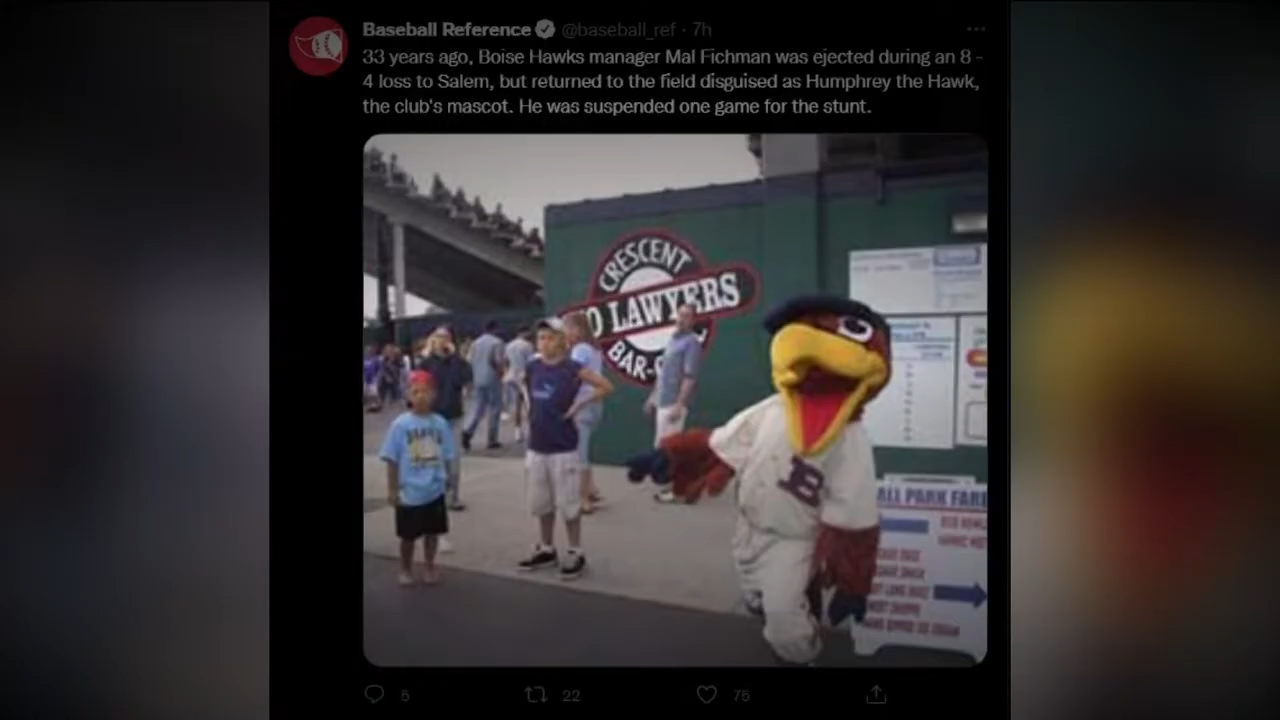 Baseball Reference @baseball_ref · 7h
33 years ago, Boise Hawks manager Mal Fichman was ejected during an 8 -
4 loss to Salem, but returned to the field disguised as Humphrey the Hawk,
the club's mascot. He was suspended one game for the stunt.
CRESCENT
LAWYERS
BAR-
B
ALL PARK FARE
5 22 75